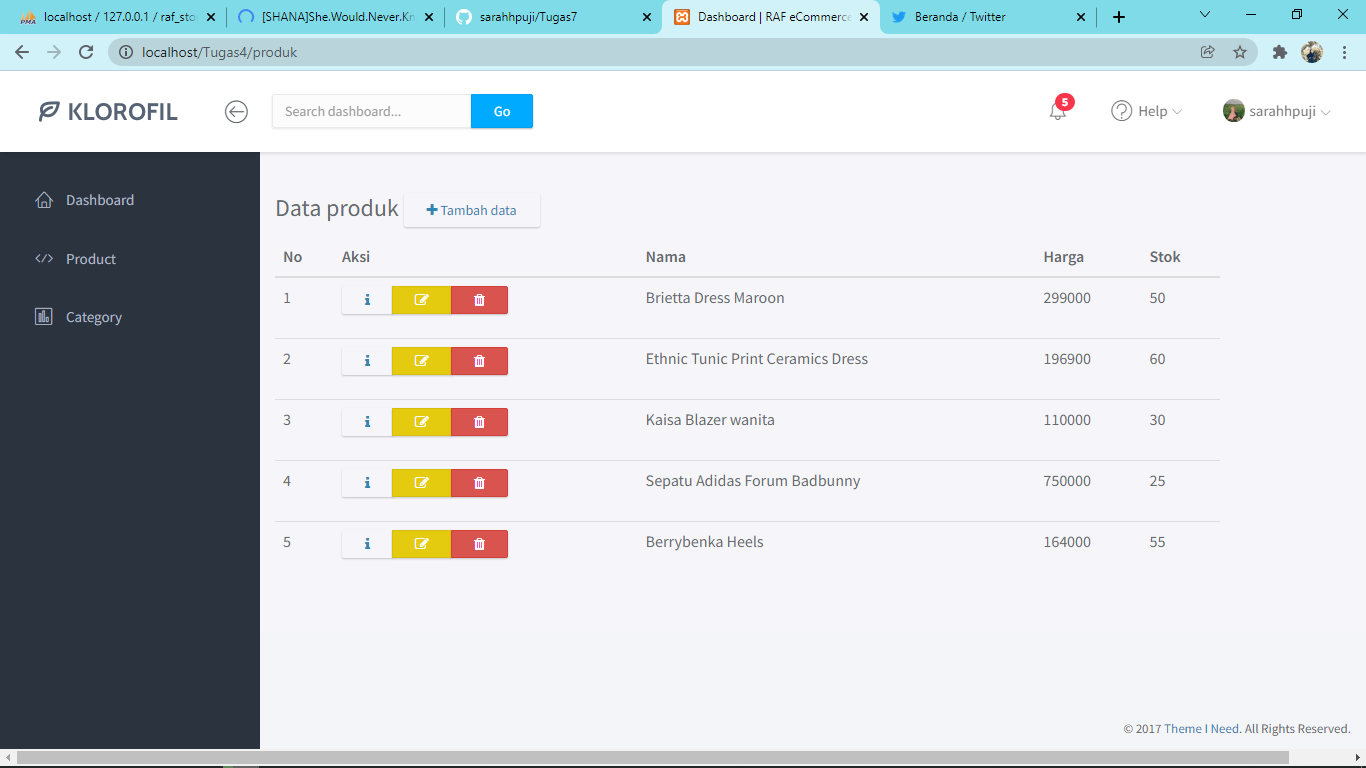 localhost / 127.0.0.1 / raf_sto
[SHANA]She.Would.Never.Kn
sarahhpuji/Tugas7
Dashboard | RAF eCommerce
Beranda / Twitter
localhost/Tugas4/produk
KLOROFIL
Search dashboard...
Go
5
Help
sarahhpuji
Dashboard
Product
Category
Data produk
Tambah data
No Aksi Nama Harga Stok
1 Brietta Dress Maroon 299000 50
2 Ethnic Tunic Print Ceramics Dress 196900 60
3 Kaisa Blazer wanita 110000 30
4 Sepatu Adidas Forum Badbunny 750000 25
5 Berrybenka Heels 164000 55
© 2017 Theme I Need. All Rights Reserved.